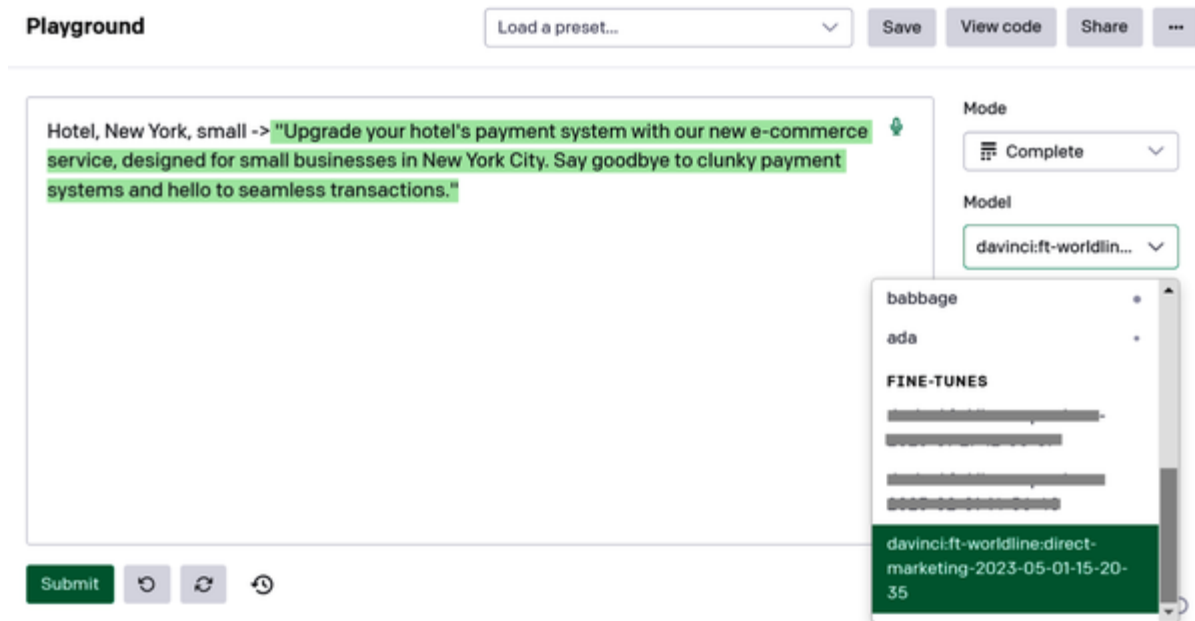 Playground
Load a preset...
Save
View code
Share
Hotel, New York, small -> "Upgrade your hotel's payment system with our new e-commerce
service, designed for small businesses in New York City. Say goodbye to clunky payment
systems and hello to seamless transactions."
Mode
Complete
Model
davinci:ft-worldlin...
babbage
ada
FINE-TUNES
davinci:ft-worldline:direct-
marketing-2023-05-01-15-20-
35
Submit